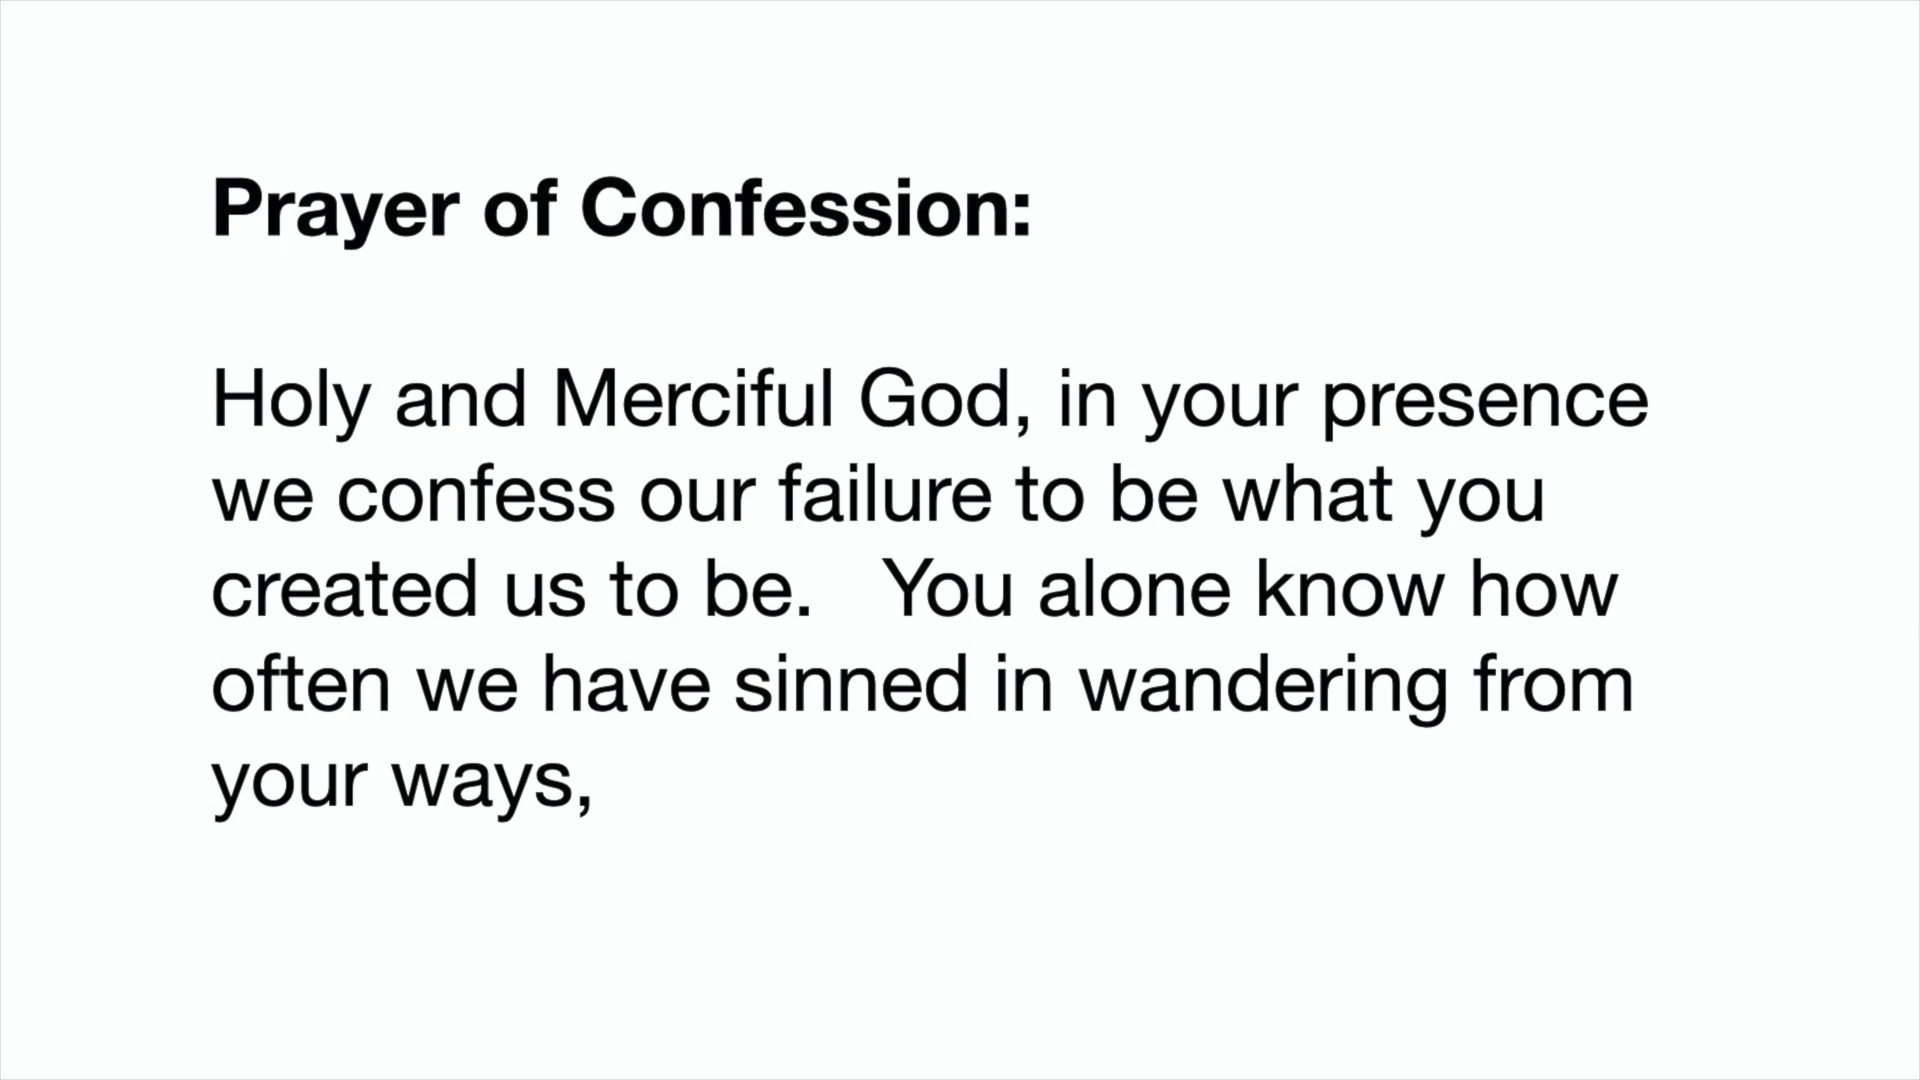 Prayer of Confession:
Holy and Merciful God, in your presence
we confess our failure to be what you
created us to be.   You alone know how
often we have sinned in wandering from
your ways,